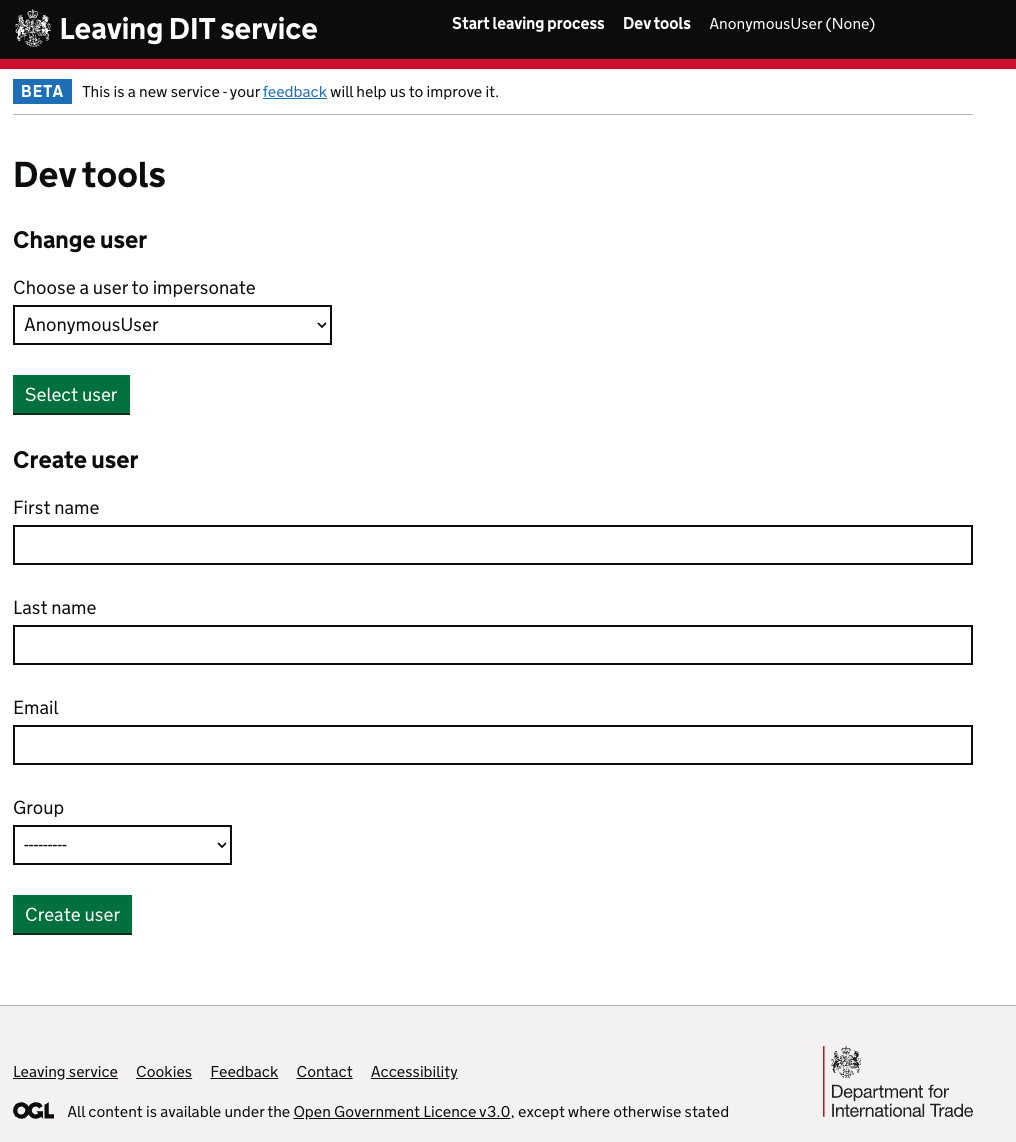 Leaving DIT service
Start leaving process Dev tools AnonymousUser (None)
BETA This is a new service - your feedback will help us to improve it.
Dev tools
Change user
Choose a user to impersonate
AnonymousUser
Select user
Create user
First name
Last name
Email
Group
---------
Create user
Leaving service Cookies Feedback Contact Accessibility
OGL All content is available under the Open Government Licence v3.0, except where otherwise stated
Department for
International Trade